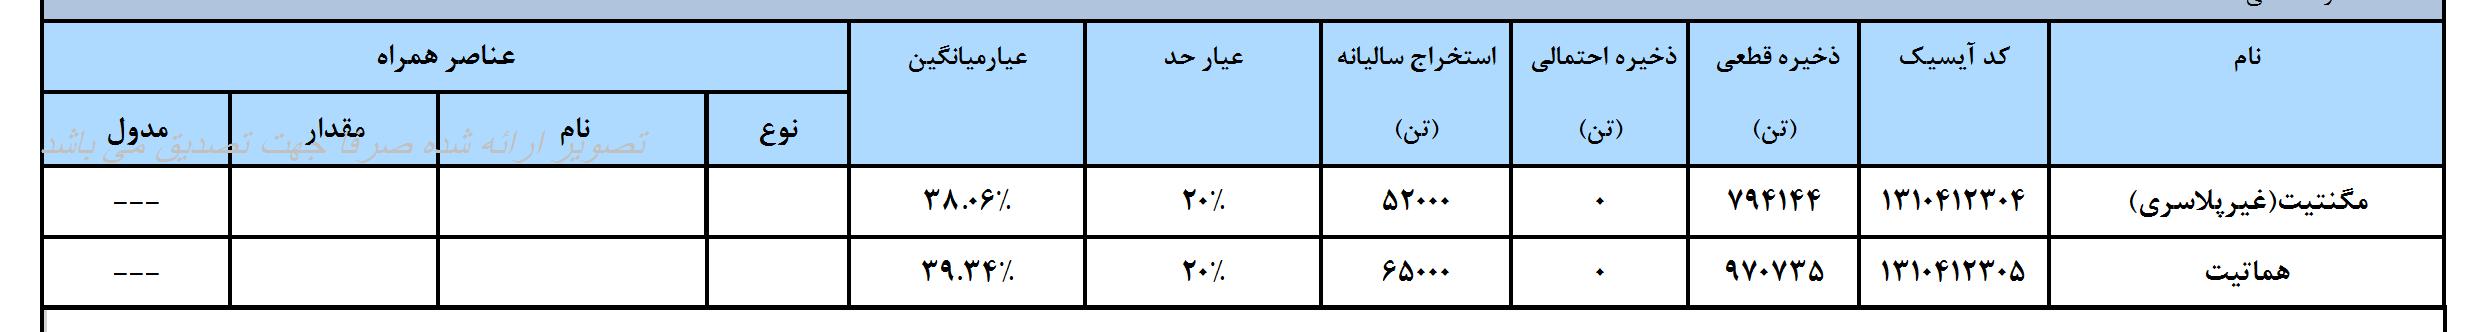 نام کد آیسیک ذخیره قطعی ذخیره احتمالی استخراج سالیانه عیار حد عیارمیانگین عناصر همراه
(تن) (تن) (تن) نوع نام مقدار مدول
تصویر ارائه شده صرفا جهت تصدیق می باشد
مگنتیت(غیرپلاسری) ۱۳۱۰۴۱۲۳۰۴ ۷۹۴۱۴۴ ۰ ۵۲۰۰۰ ۲۰% ۳۸.۰۶% ---
هماتیت ۱۳۱۰۴۱۲۳۰۵ ۹۷۰۷۳۵ ۰ ۶۵۰۰۰ ۲۰% ۳۹.۳۴% ---